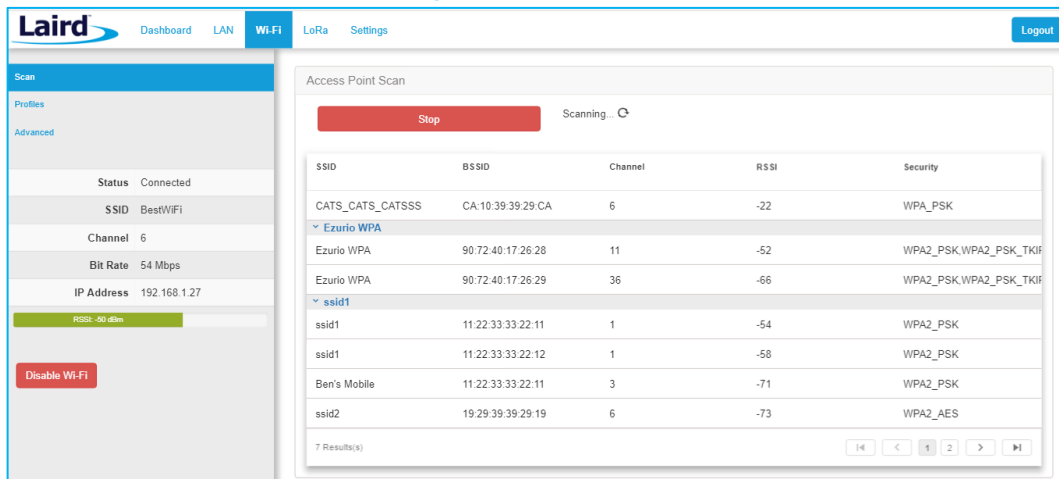 Laird
Dashboard LAN Wi-Fi LoRa Settings Logout
Scan
Profiles
Advanced
Status Connected
SSID BestWiFi
Channel 6
Bit Rate 54 Mbps
IP Address 192.168.1.27
RSSI: -50 dBm
Disable Wi-Fi
Access Point Scan
Stop Scanning...
SSID BSSID Channel RSSI Security
CATS_CATS_CATSSS CA:10:39:39:29:CA 6 -22 WPA_PSK
Ezurio WPA
Ezurio WPA 90:72:40:17:26:28 11 -52 WPA2_PSK,WPA2_PSK_TKIP
Ezurio WPA 90:72:40:17:26:29 36 -66 WPA2_PSK,WPA2_PSK_TKIP
ssid1
ssid1 11:22:33:33:22:11 1 -54 WPA2_PSK
ssid1 11:22:33:33:22:12 1 -58 WPA2_PSK
Ben's Mobile 11:22:33:33:22:11 3 -71 WPA2_PSK
ssid2 19:29:39:39:29:19 6 -73 WPA2_AES
7 Results(s) 1 2